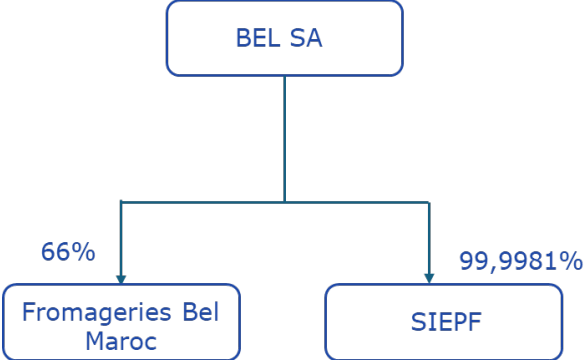 BEL SA
66%
99,9981%
Fromageries Bel
Maroc
SIEPF